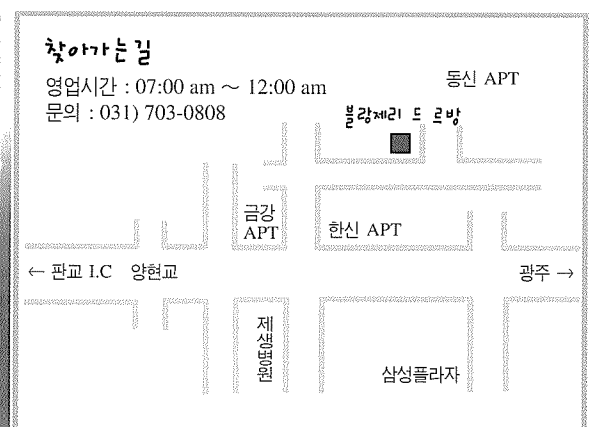 찾아가는길
영업시간 : 07:00 am ~ 12:00 am
문의 : 031) 703-0808
동신 APT
블랑제리 드 르방
금강
APT
한신 APT
← 판교 I.C 양현교
광주 →
제생병원
삼성플라자